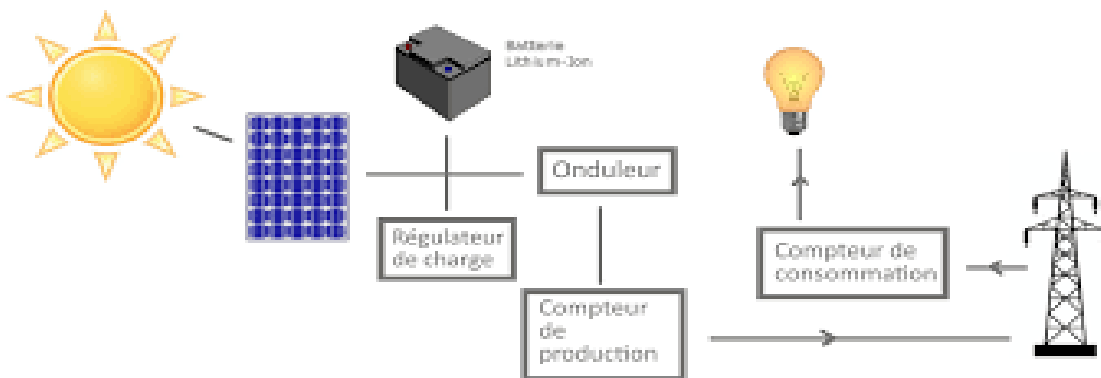 Batterie
Lithium-Ion
Onduleur
Régulateur
de charge
Compteur de
consommation
Compteur
de
production